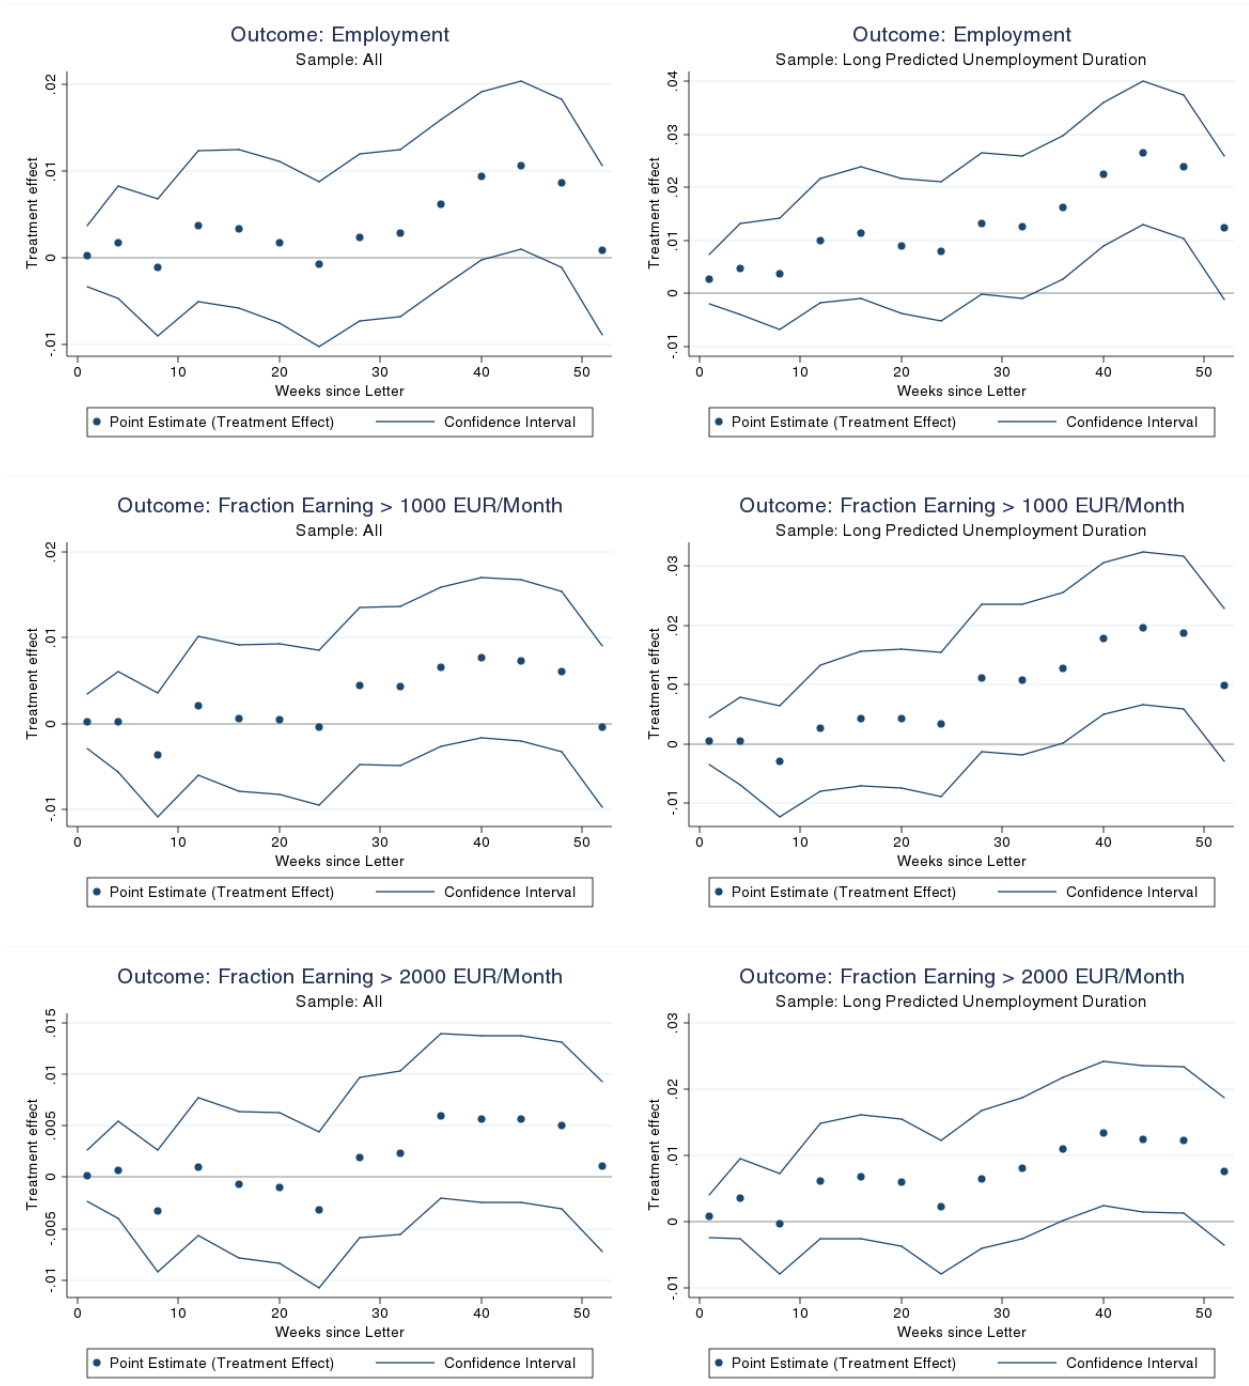 Outcome: Employment
Sample: All
Treatment effect
.02
.01
0
-.01
0 10 20 30 40 50
Weeks since Letter
Point Estimate (Treatment Effect) Confidence Interval
Outcome: Employment
Sample: Long Predicted Unemployment Duration
Treatment effect
.04
.03
.02
.01
0
-.01
0 10 20 30 40 50
Weeks since Letter
Point Estimate (Treatment Effect) Confidence Interval
Outcome: Fraction Earning > 1000 EUR/Month
Sample: All
Treatment effect
.02
.01
0
-.01
0 10 20 30 40 50
Weeks since Letter
Point Estimate (Treatment Effect) Confidence Interval
Outcome: Fraction Earning > 1000 EUR/Month
Sample: Long Predicted Unemployment Duration
Treatment effect
.03
.02
.01
0
-.01
0 10 20 30 40 50
Weeks since Letter
Point Estimate (Treatment Effect) Confidence Interval
Outcome: Fraction Earning > 2000 EUR/Month
Sample: All
Treatment effect
.015
.01
.005
0
-.005
-.01
0 10 20 30 40 50
Weeks since Letter
Point Estimate (Treatment Effect) Confidence Interval
Outcome: Fraction Earning > 2000 EUR/Month
Sample: Long Predicted Unemployment Duration
Treatment effect
.03
.02
.01
0
-.01
0 10 20 30 40 50
Weeks since Letter
Point Estimate (Treatment Effect) Confidence Interval